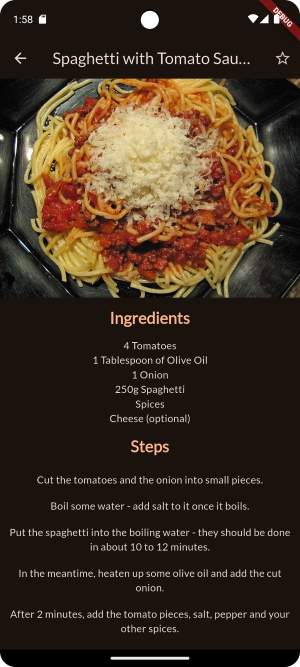 1:58
DEBUG
Spaghetti with Tomato Sau...
Ingredients
4 Tomatoes
1 Tablespoon of Olive Oil
1 Onion
250g Spaghetti
Spices
Cheese (optional)
Steps
Cut the tomatoes and the onion into small pieces.
Boil some water - add salt to it once it boils.
Put the spaghetti into the boiling water - they should be done
in about 10 to 12 minutes.
In the meantime, heaten up some olive oil and add the cut
onion.
After 2 minutes, add the tomato pieces, salt, pepper and your
other spices.